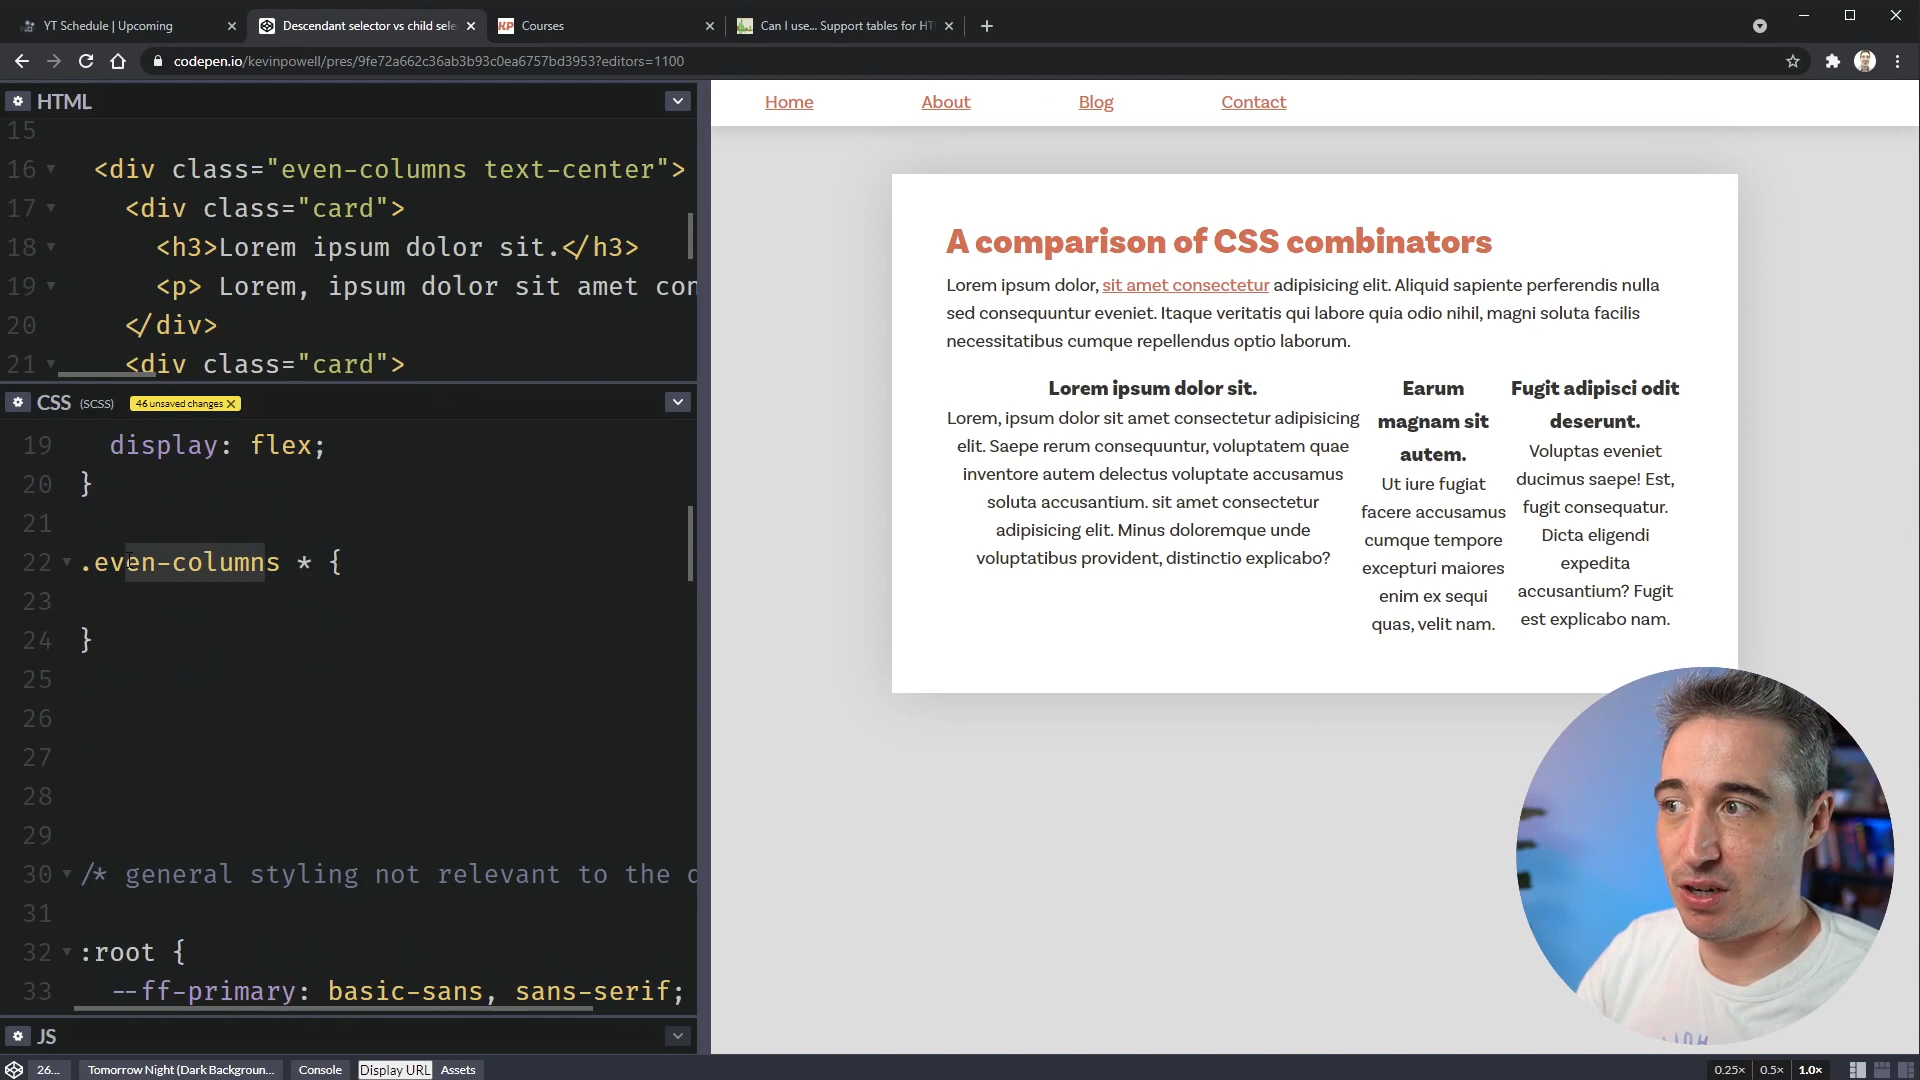 YT Schedule | Upcoming
Descendant selector vs child sele
KP Courses
Can I use... Support tables for HT
codepen.io/kevinpowell/pres/9fe72a662c36ab3b93c0ea6757bd3953?editors=1100
HTML
15
16 <div class="even-columns text-center">
17 <div class="card">
18 <h3>Lorem ipsum dolor sit.</h3>
19 <p> Lorem, ipsum dolor sit amet con
20 </div>
21 <div class="card">
CSS (SCSS) 46 unsaved changes X
19 display: flex;
20 }
21
22 .even-columns * {
23
24 }
25
26
27
28
29
30 /* general styling not relevant to the d
31
32 :root {
33 --ff-primary: basic-sans, sans-serif;
JS
26... Tomorrow Night (Dark Backgroun... Console Display URL Assets
Home About Blog Contact
A comparison of CSS combinators
Lorem ipsum dolor, sit amet consectetur adipisicing elit. Aliquid sapiente perferendis nulla
sed consequuntur eveniet. Itaque veritatis qui labore quia odio nihil, magni soluta facilis
necessitatibus cumque repellendus optio laborum.
Lorem ipsum dolor sit.
Lorem, ipsum dolor sit amet consectetur adipisicing
elit. Saepe rerum consequuntur, voluptatem quae
inventore autem delectus voluptate accusamus
soluta accusantium. sit amet consectetur
adipisicing elit. Minus doloremque unde
voluptatibus provident, distinctio explicabo?
Earum
magnam sit
autem.
Ut iure fugiat
facere accusamus
cumque tempore
excepturi maiores
enim ex sequi
quas, velit nam.
Fugit adipisci odit
deserunt.
Voluptas eveniet
ducimus saepe! Est,
fugit consequatur.
Dicta eligendi
expedita
accusantium? Fugit
est explicabo nam.
0.25× 0.5× 1.0×